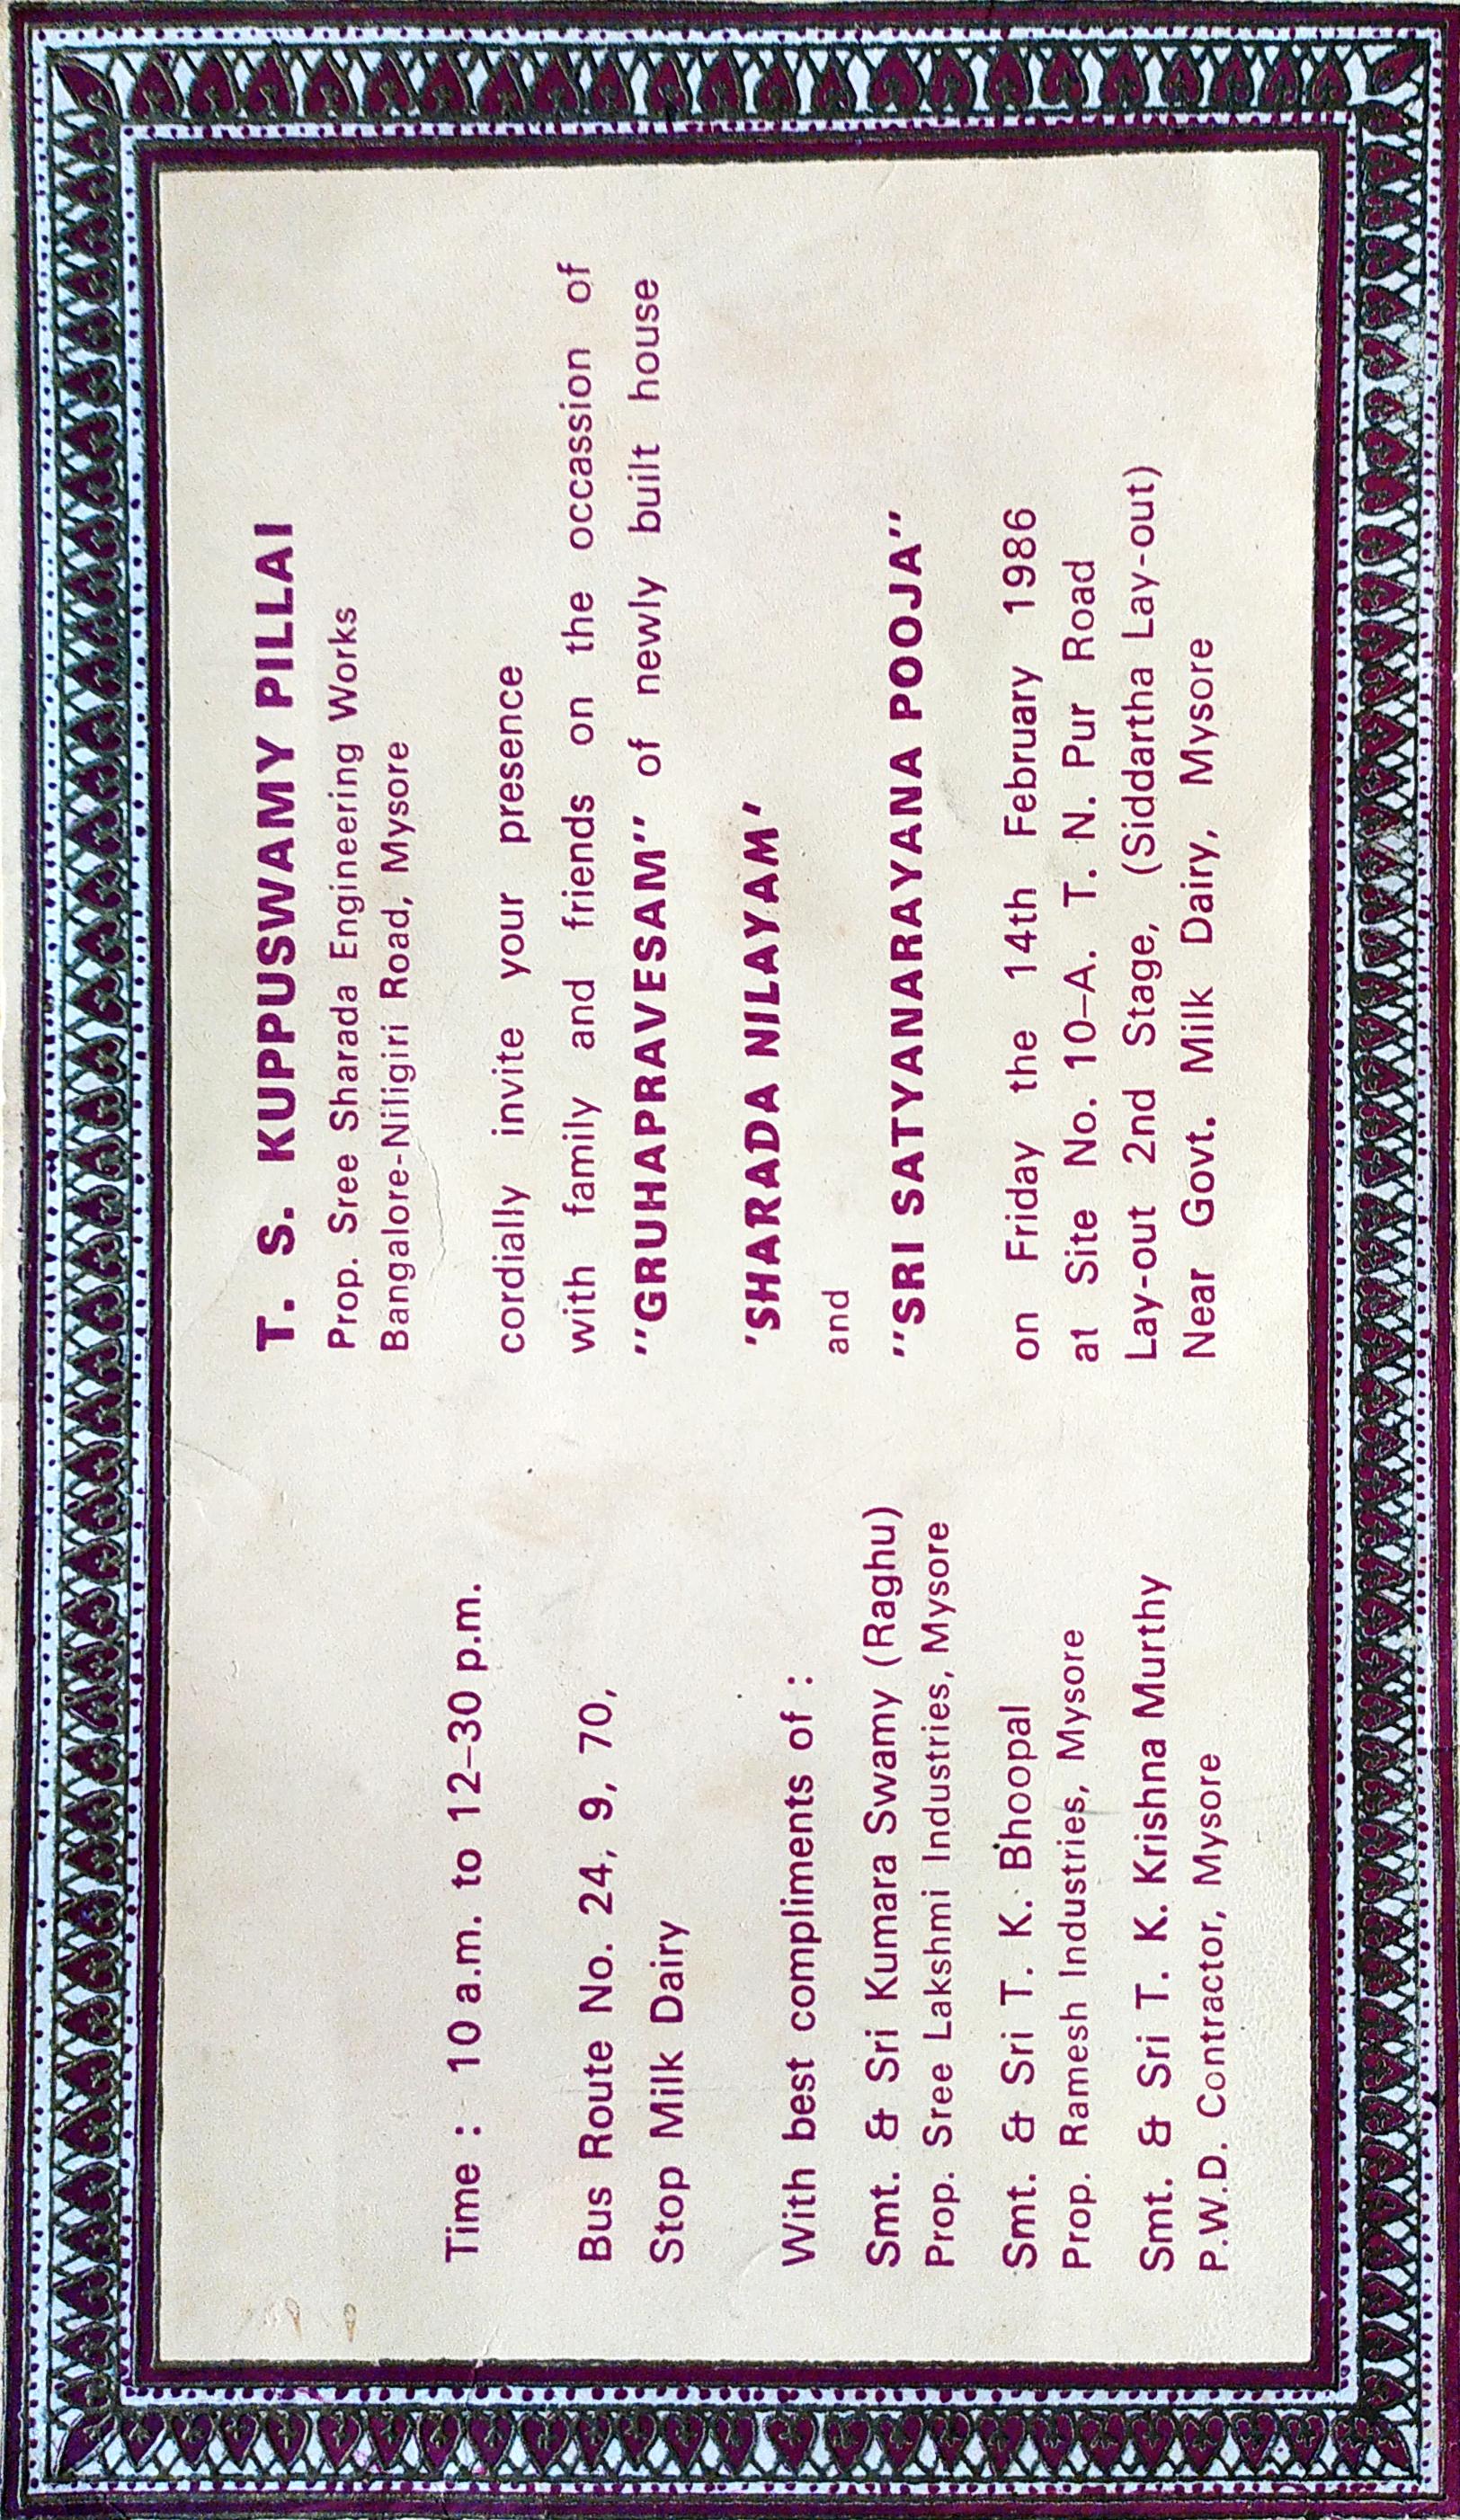 Time : 10 a.m. to 12–30 p.m.
Bus Route No. 24, 9, 70,
Stop Milk Dairy
With best compliments of :
Smt. & Sri Kumara Swamy (Raghu)
Prop. Sree Lakshmi Industries, Mysore
Smt. & Sri T. K. Bhoopal
Prop. Ramesh Industries, Mysore
Smt. & Sri T. K. Krishna Murthy
P.W.D. Contractor, Mysore
T. S. KUPPUSWAMY PILLAI
Prop. Sree Sharada Engineering Works
Bangalore-Niligiri Road, Mysore
cordially invite your presence
with family and friends on the occassion of
"GRUHAPRAVESAM" of newly built house
'SHARADA NILAYAM'
and
"SRI SATYANARAYANA POOJA"
on Friday the 14th February 1986
at Site No. 10–A. T. N. Pur Road
Lay-out 2nd Stage, (Siddartha Lay-out)
Near Govt. Milk Dairy, Mysore